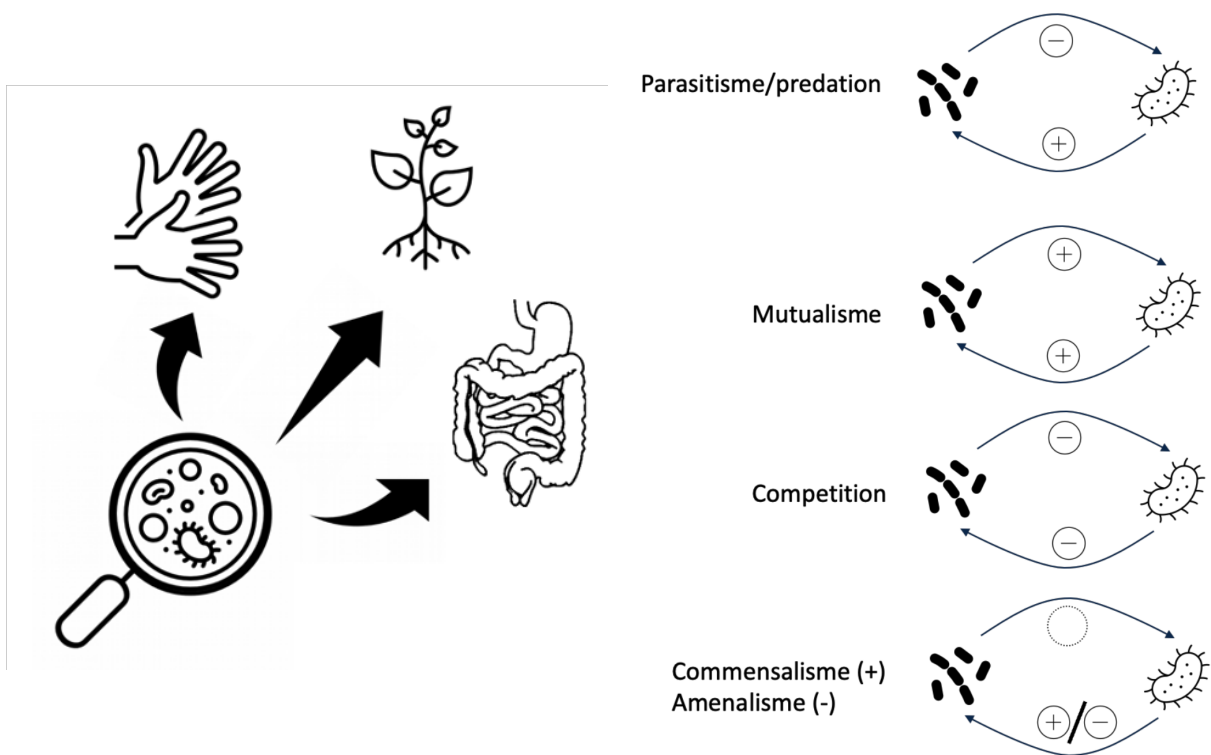 Parasitisme/predation
−
+
Mutualisme
+
+
Competition
−
−
Commensalisme (+)
Amenalisme (-)
+/−